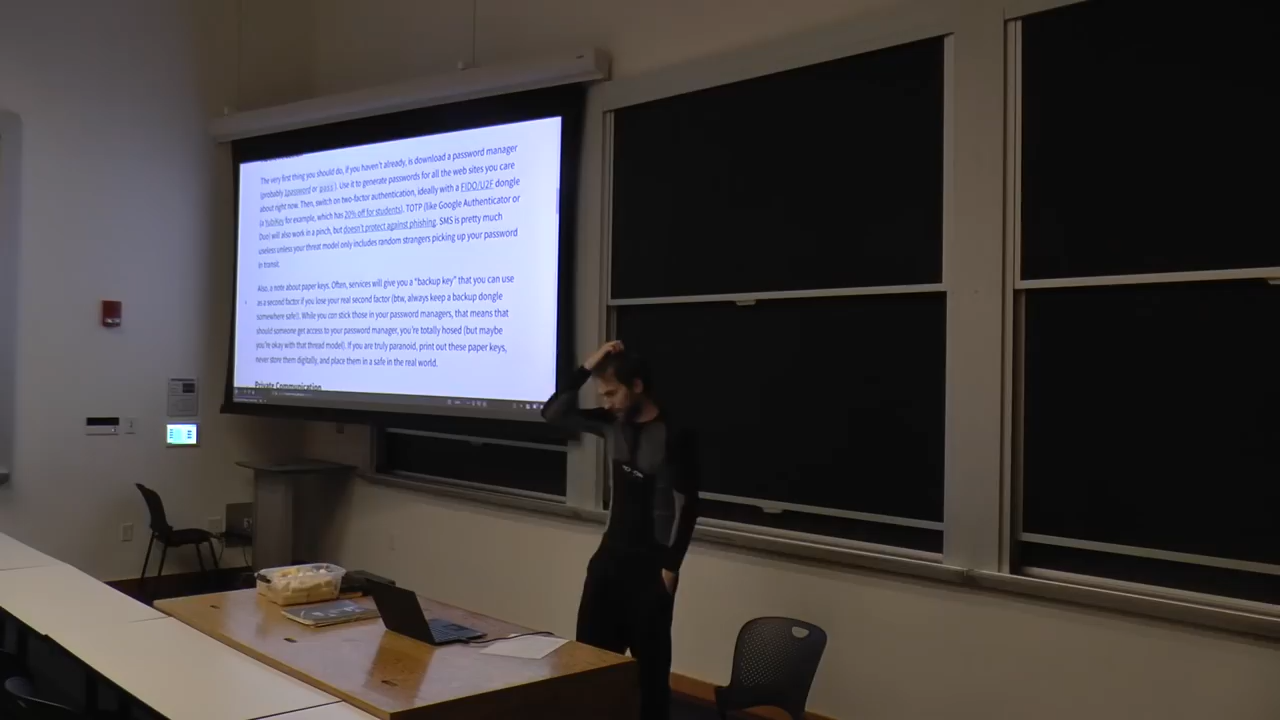 The very first thing you should do, if you haven't already, is download a password manager
(probably 1password or pass). Use it to generate passwords for all the web sites you care
about right now. Then, switch on two-factor authentication, ideally with a FIDO/U2F dongle
(a YubiKey for example, which has 20% off for students). TOTP (like Google Authenticator or
Duo) will also work in a pinch, but doesn't protect against phishing. SMS is pretty much
useless unless your threat model only includes random strangers picking up your password
in transit.
Also, a note about paper keys. Often, services will give you a "backup key" that you can use
as a second factor if you lose your real second factor (btw, always keep a backup dongle
somewhere safe!). While you can stick those in your password managers, that means that
should someone get access to your password manager, you're totally hosed (but maybe
you're okay with that thread model). If you are truly paranoid, print out these paper keys,
never store them digitally, and place them in a safe in the real world.
Private Communication